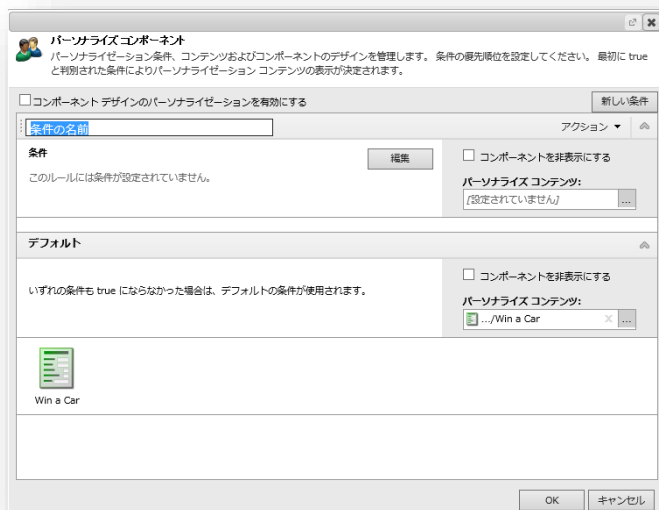 パーソナライズ コンポーネント
パーソナライゼーション条件、コンテンツおよびコンポーネントのデザインを管理します。 条件の優先順位を設定してください。 最初に true
と判別された条件によりパーソナライゼーション コンテンツの表示が決定されます。
コンポーネント デザインのパーソナライゼーションを有効にする
新しい条件
条件の名前
アクション
条件
編集
コンポーネントを非表示にする
このルールには条件が設定されていません。
パーソナライズ コンテンツ:
[設定されていません]
...
デフォルト
コンポーネントを非表示にする
いずれの条件も true にならなかった場合は、デフォルトの条件が使用されます。
パーソナライズ コンテンツ:
.../Win a Car
...
Win a Car
OK
キャンセル